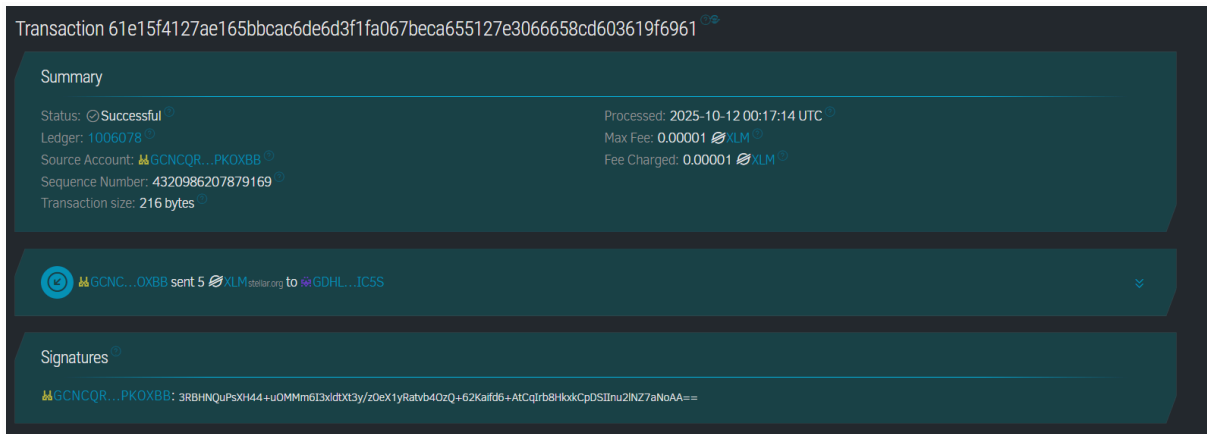 Transaction 61e15f4127ae165bbcac6de6d3f1fa067beca655127e3066658cd603619f6961
Summary
Status: Successful
Ledger: 1006078
Source Account: GCNCQR...PKOXBB
Sequence Number: 4320986207879169
Transaction size: 216 bytes
Processed: 2025-10-12 00:17:14 UTC
Max Fee: 0.00001 XLM
Fee Charged: 0.00001 XLM
GCNC...OXBB sent 5 XLM stellar.org to GDHL...IC5S
Signatures
GCNCQR...PKOXBB: 3RBHNQuPsXH44+uOMMm6I3xldtXt3y/z0eX1yRatvb4OzQ+62Kaifd6+AtCqIrb8HkxkCpDSIInu2lNZ7aNoAA==